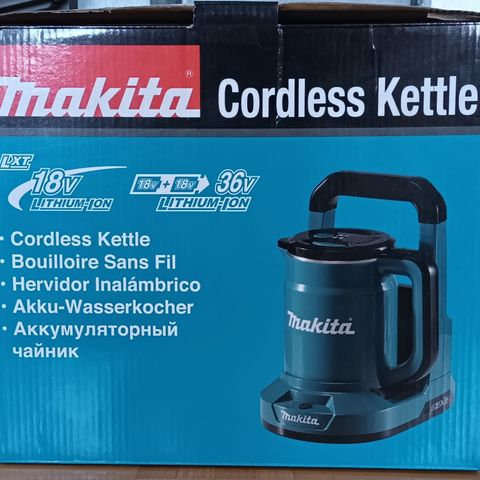 makita® Cordless Kettle
LXT 18V LITHIUM-ION
18V + 18V 36V LITHIUM-ION
· Cordless Kettle
· Bouilloire Sans Fil
· Hervidor Inalámbrico
· Akku-Wasserkocher
· Аккумуляторный
чайник
makita
makita